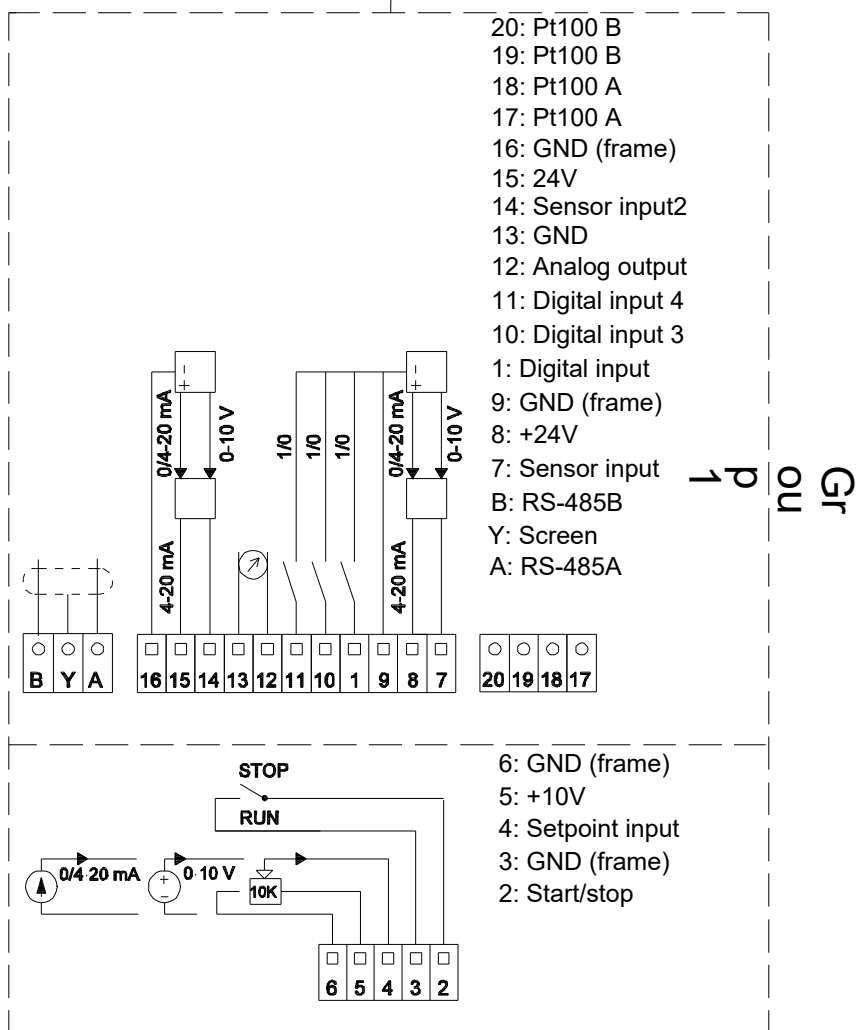 20: Pt100 B
19: Pt100 B
18: Pt100 A
17: Pt100 A
16: GND (frame)
15: 24V
14: Sensor input2
13: GND
12: Analog output
11: Digital input 4
10: Digital input 3
1: Digital input
9: GND (frame)
8: +24V
7: Sensor input
B: RS-485B
Y: Screen
A: RS-485A
Gr
ou
p
1
- +
0/4-20 mA
0-10 V
4-20 mA
1/0
1/0
1/0
- +
0/4-20 mA
0-10 V
4-20 mA
B Y A
16 15 14 13 12 11 10 1 9 8 7
20 19 18 17
6: GND (frame)
5: +10V
4: Setpoint input
3: GND (frame)
2: Start/stop
STOP
RUN
0/4-20 mA
+ -
0-10 V
10K
6 5 4 3 2